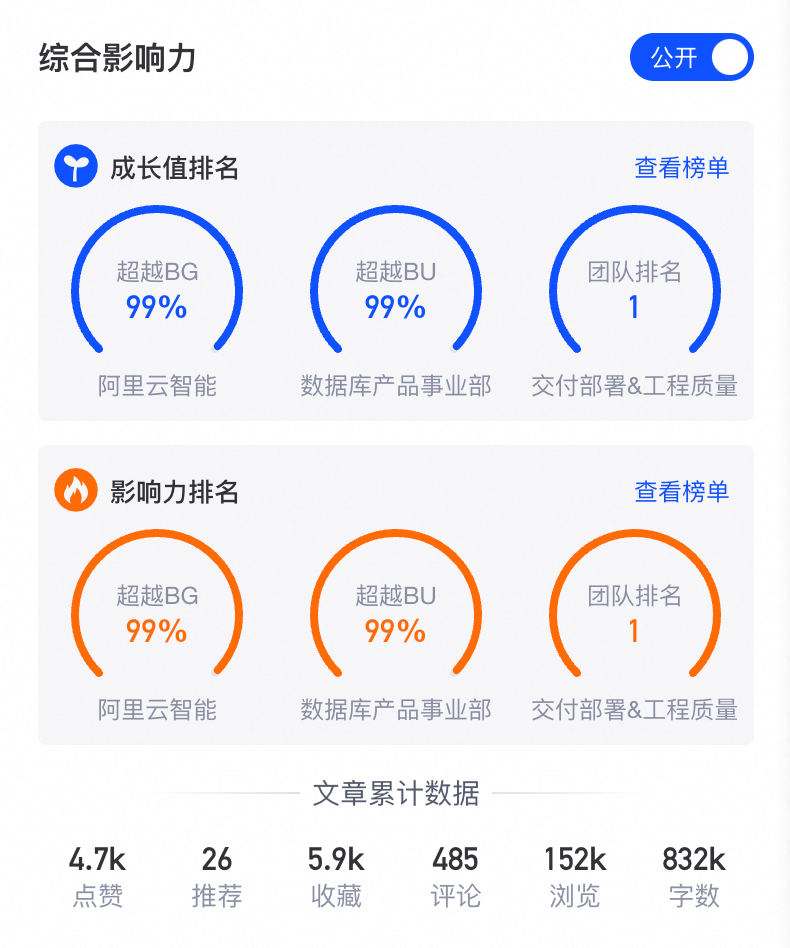 综合影响力
公开
成长值排名
查看榜单
超越BG
99%
阿里云智能
超越BU
99%
数据库产品事业部
团队排名
1
交付部署&工程质量
影响力排名
查看榜单
超越BG
99%
阿里云智能
超越BU
99%
数据库产品事业部
团队排名
1
交付部署&工程质量
文章累计数据
4.7k
点赞
26
推荐
5.9k
收藏
485
评论
152k
浏览
832k
字数